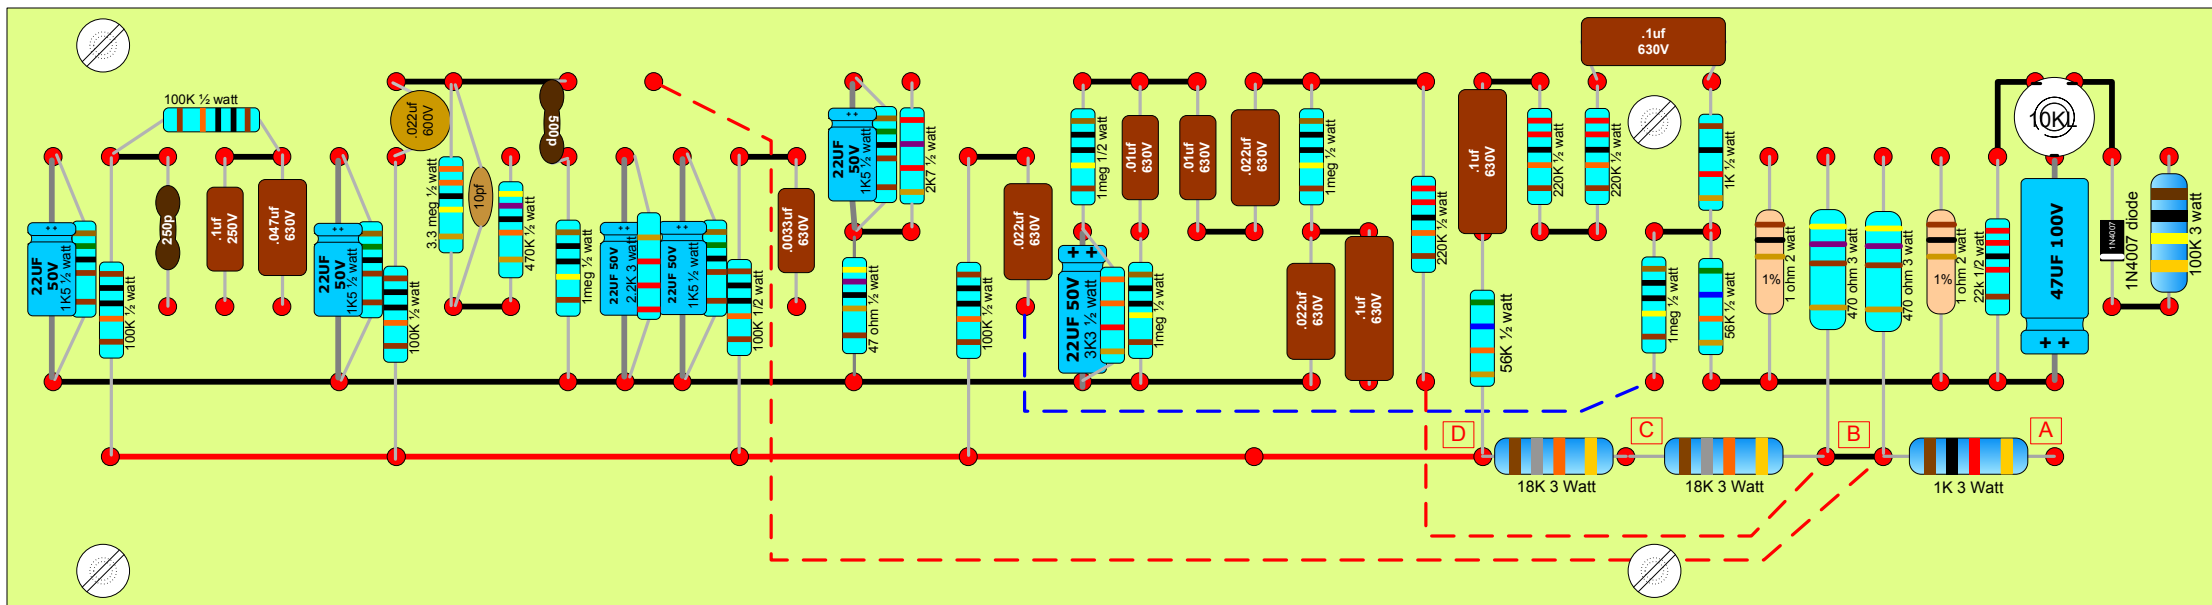 .1uf
630V
100K ½ watt
.022uf
600V
500p
10KL
22UF
50V
1K5 ½ watt
2K7 ½ watt
1meg 1/2 watt
.01uf
630V
.01uf
630V
.022uf
630V
1meg ½ watt
.1uf
630V
220K ½ watt
220K ½ watt
1K ½ watt
3.3 meg ½ watt
10pf
470K ½ watt
250p
.1uf
250V
.047uf
630V
.0033uf
630V
.022uf
630V
220K ½ watt
22UF
50V
1K5 ½ watt
100K ½ watt
22UF
50V
1K5 ½ watt
100K ½ watt
1meg ½ watt
22UF 50V
2.2K 3 watt
22UF 50V
1K5 ½ watt
100K 1/2 watt
47 ohm ½ watt
100K ½ watt
22UF 50V
3K3 ½ watt
1meg ½ watt
.022uf
630V
.1uf
630V
56K ½ watt
1meg ½ watt
56K ½ watt
1%
1 ohm 2 watt
470 ohm 3 watt
470 ohm 3 watt
1%
1 ohm 2 watt
22k 1/2 watt
47UF 100V
1N4007
1N4007 diode
100K 3 watt
D
C
B
A
18K 3 Watt
18K 3 Watt
1K 3 Watt